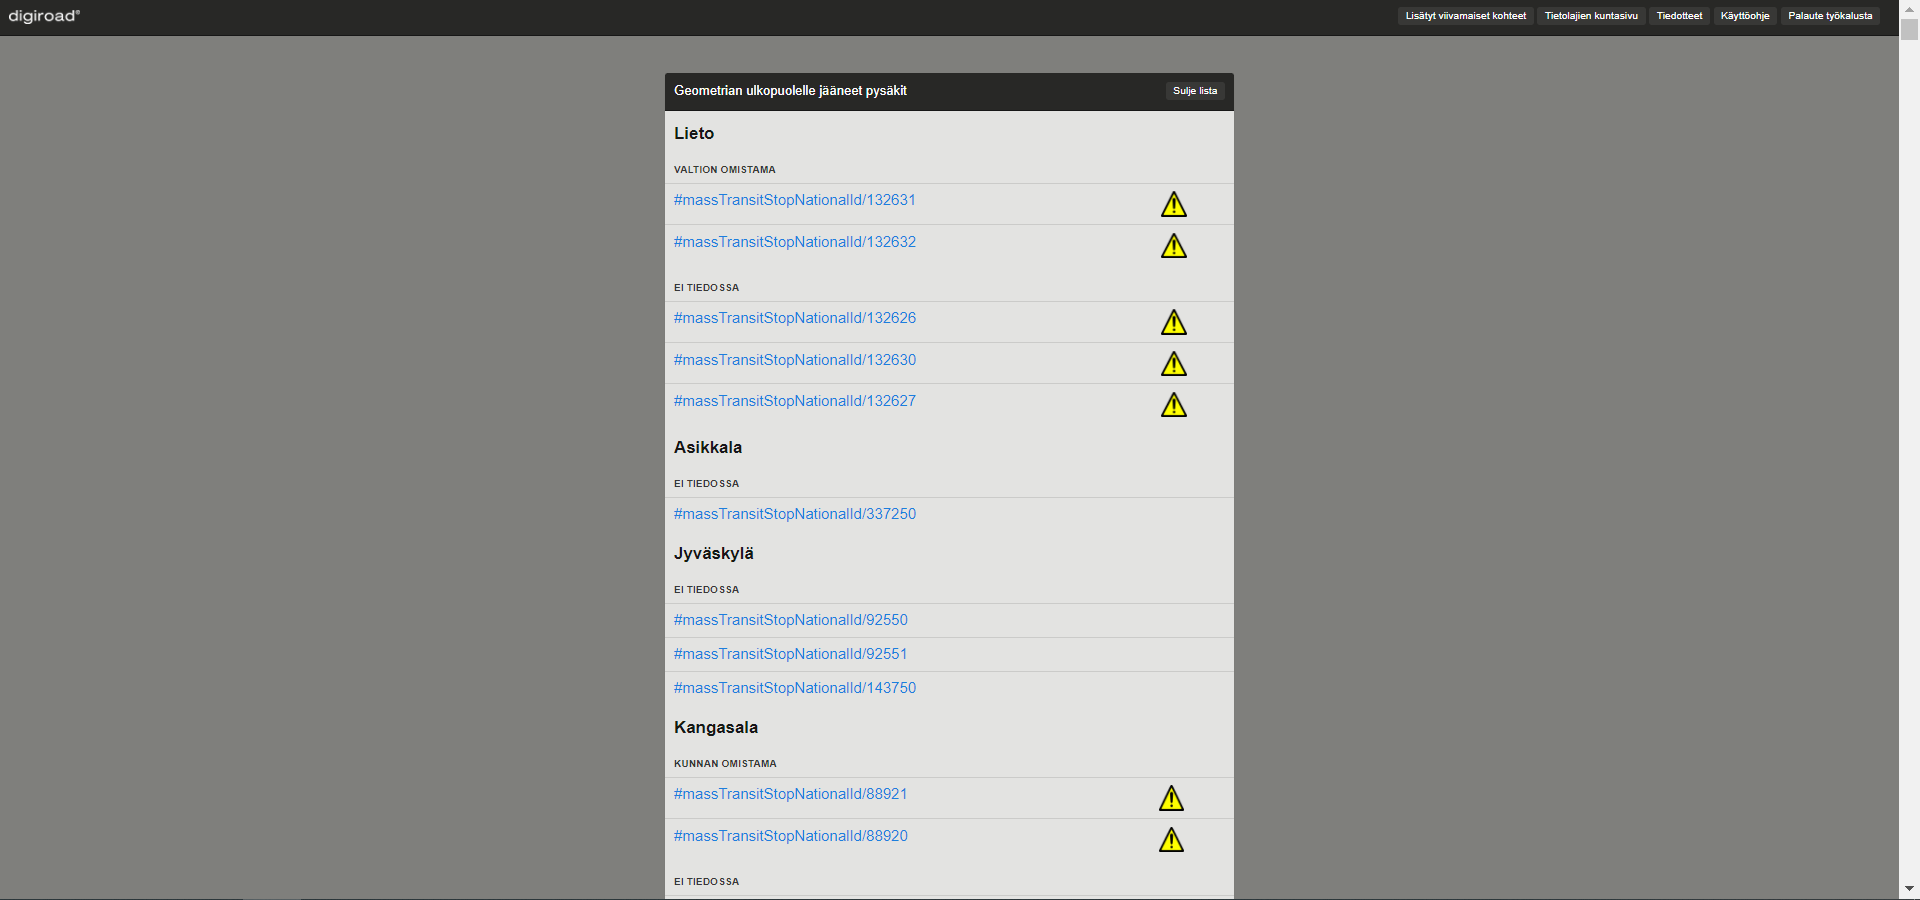 digiroad®
Lisätyt viivamaiset kohteet Tietolajien kuntasivu Tiedotteet Käyttöohje Palaute työkalusta
Geometrian ulkopuolelle jääneet pysäkit Sulje lista
Lieto
VALTION OMISTAMA
#massTransitStopNationalId/132631
#massTransitStopNationalId/132632
EI TIEDOSSA
#massTransitStopNationalId/132626
#massTransitStopNationalId/132630
#massTransitStopNationalId/132627
Asikkala
EI TIEDOSSA
#massTransitStopNationalId/337250
Jyväskylä
EI TIEDOSSA
#massTransitStopNationalId/92550
#massTransitStopNationalId/92551
#massTransitStopNationalId/143750
Kangasala
KUNNAN OMISTAMA
#massTransitStopNationalId/88921
#massTransitStopNationalId/88920
EI TIEDOSSA